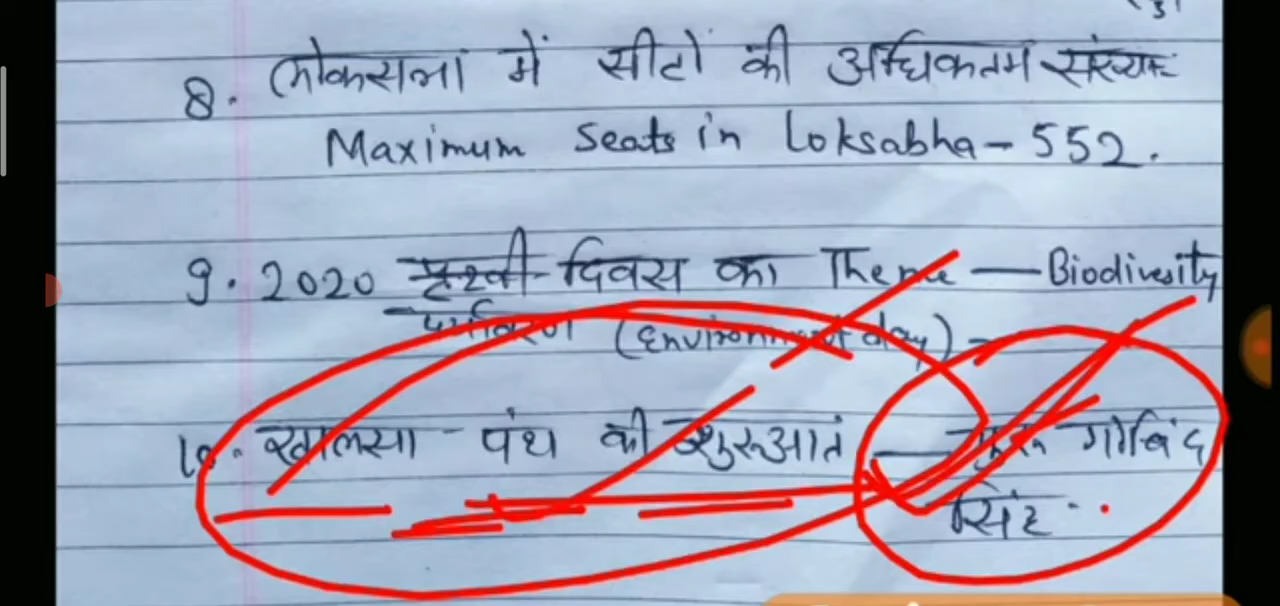 8. लोकसभा में सीटों की अधिकतम संख्या
Maximum Seats in Loksabha - 552.
9. 2020 पृथ्वी दिवस का Theme — Biodivesity
पर्यावरण (Environment day) -
10. खालसा - पंथ की शुरूआत — गुरू गोबिंद
सिंह